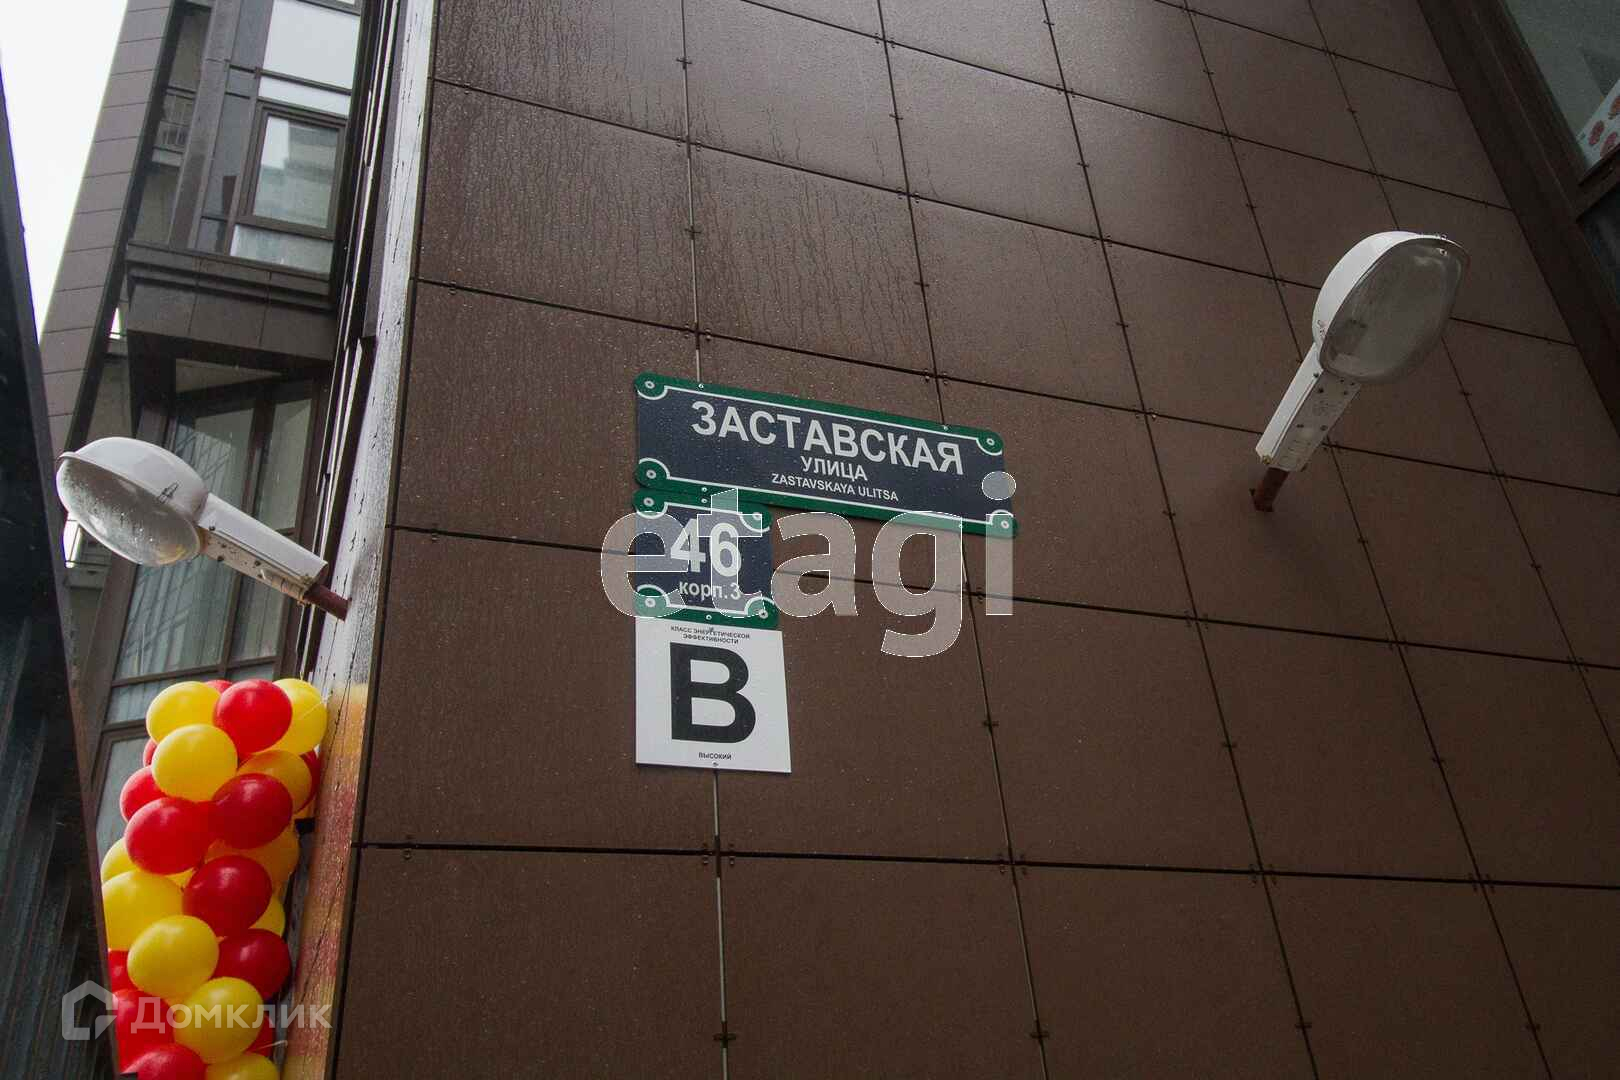 ЗАСТАВСКАЯ
УЛИЦА
ZASTAVSKAYA ULITSA
46
корп.3
КЛАСС ЭНЕРГЕТИЧЕСКОЙ
ЭФФЕКТИВНОСТИ
B
ВЫСОКИЙ
etagi
Домклик